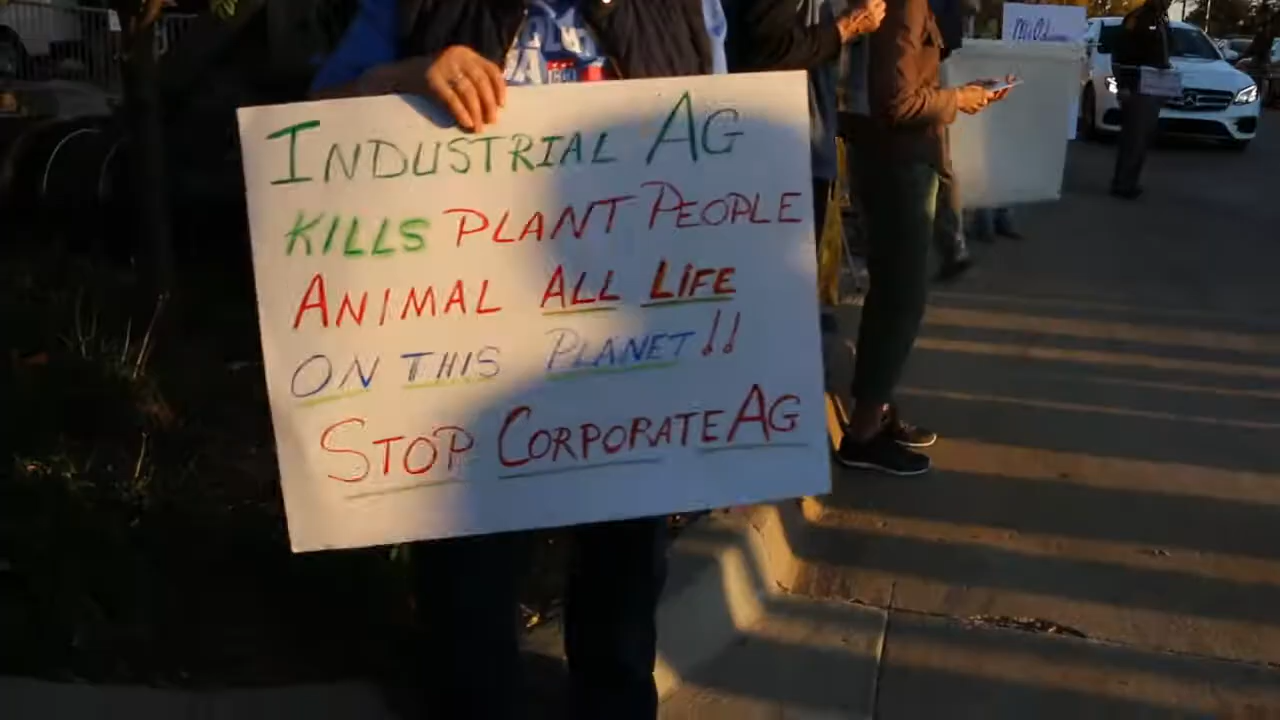 INDUSTRIAL AG
KILLS PLANT PEOPLE
ANIMAL ALL LIFE
ON THIS PLANET!!
STOP CORPORATE AG